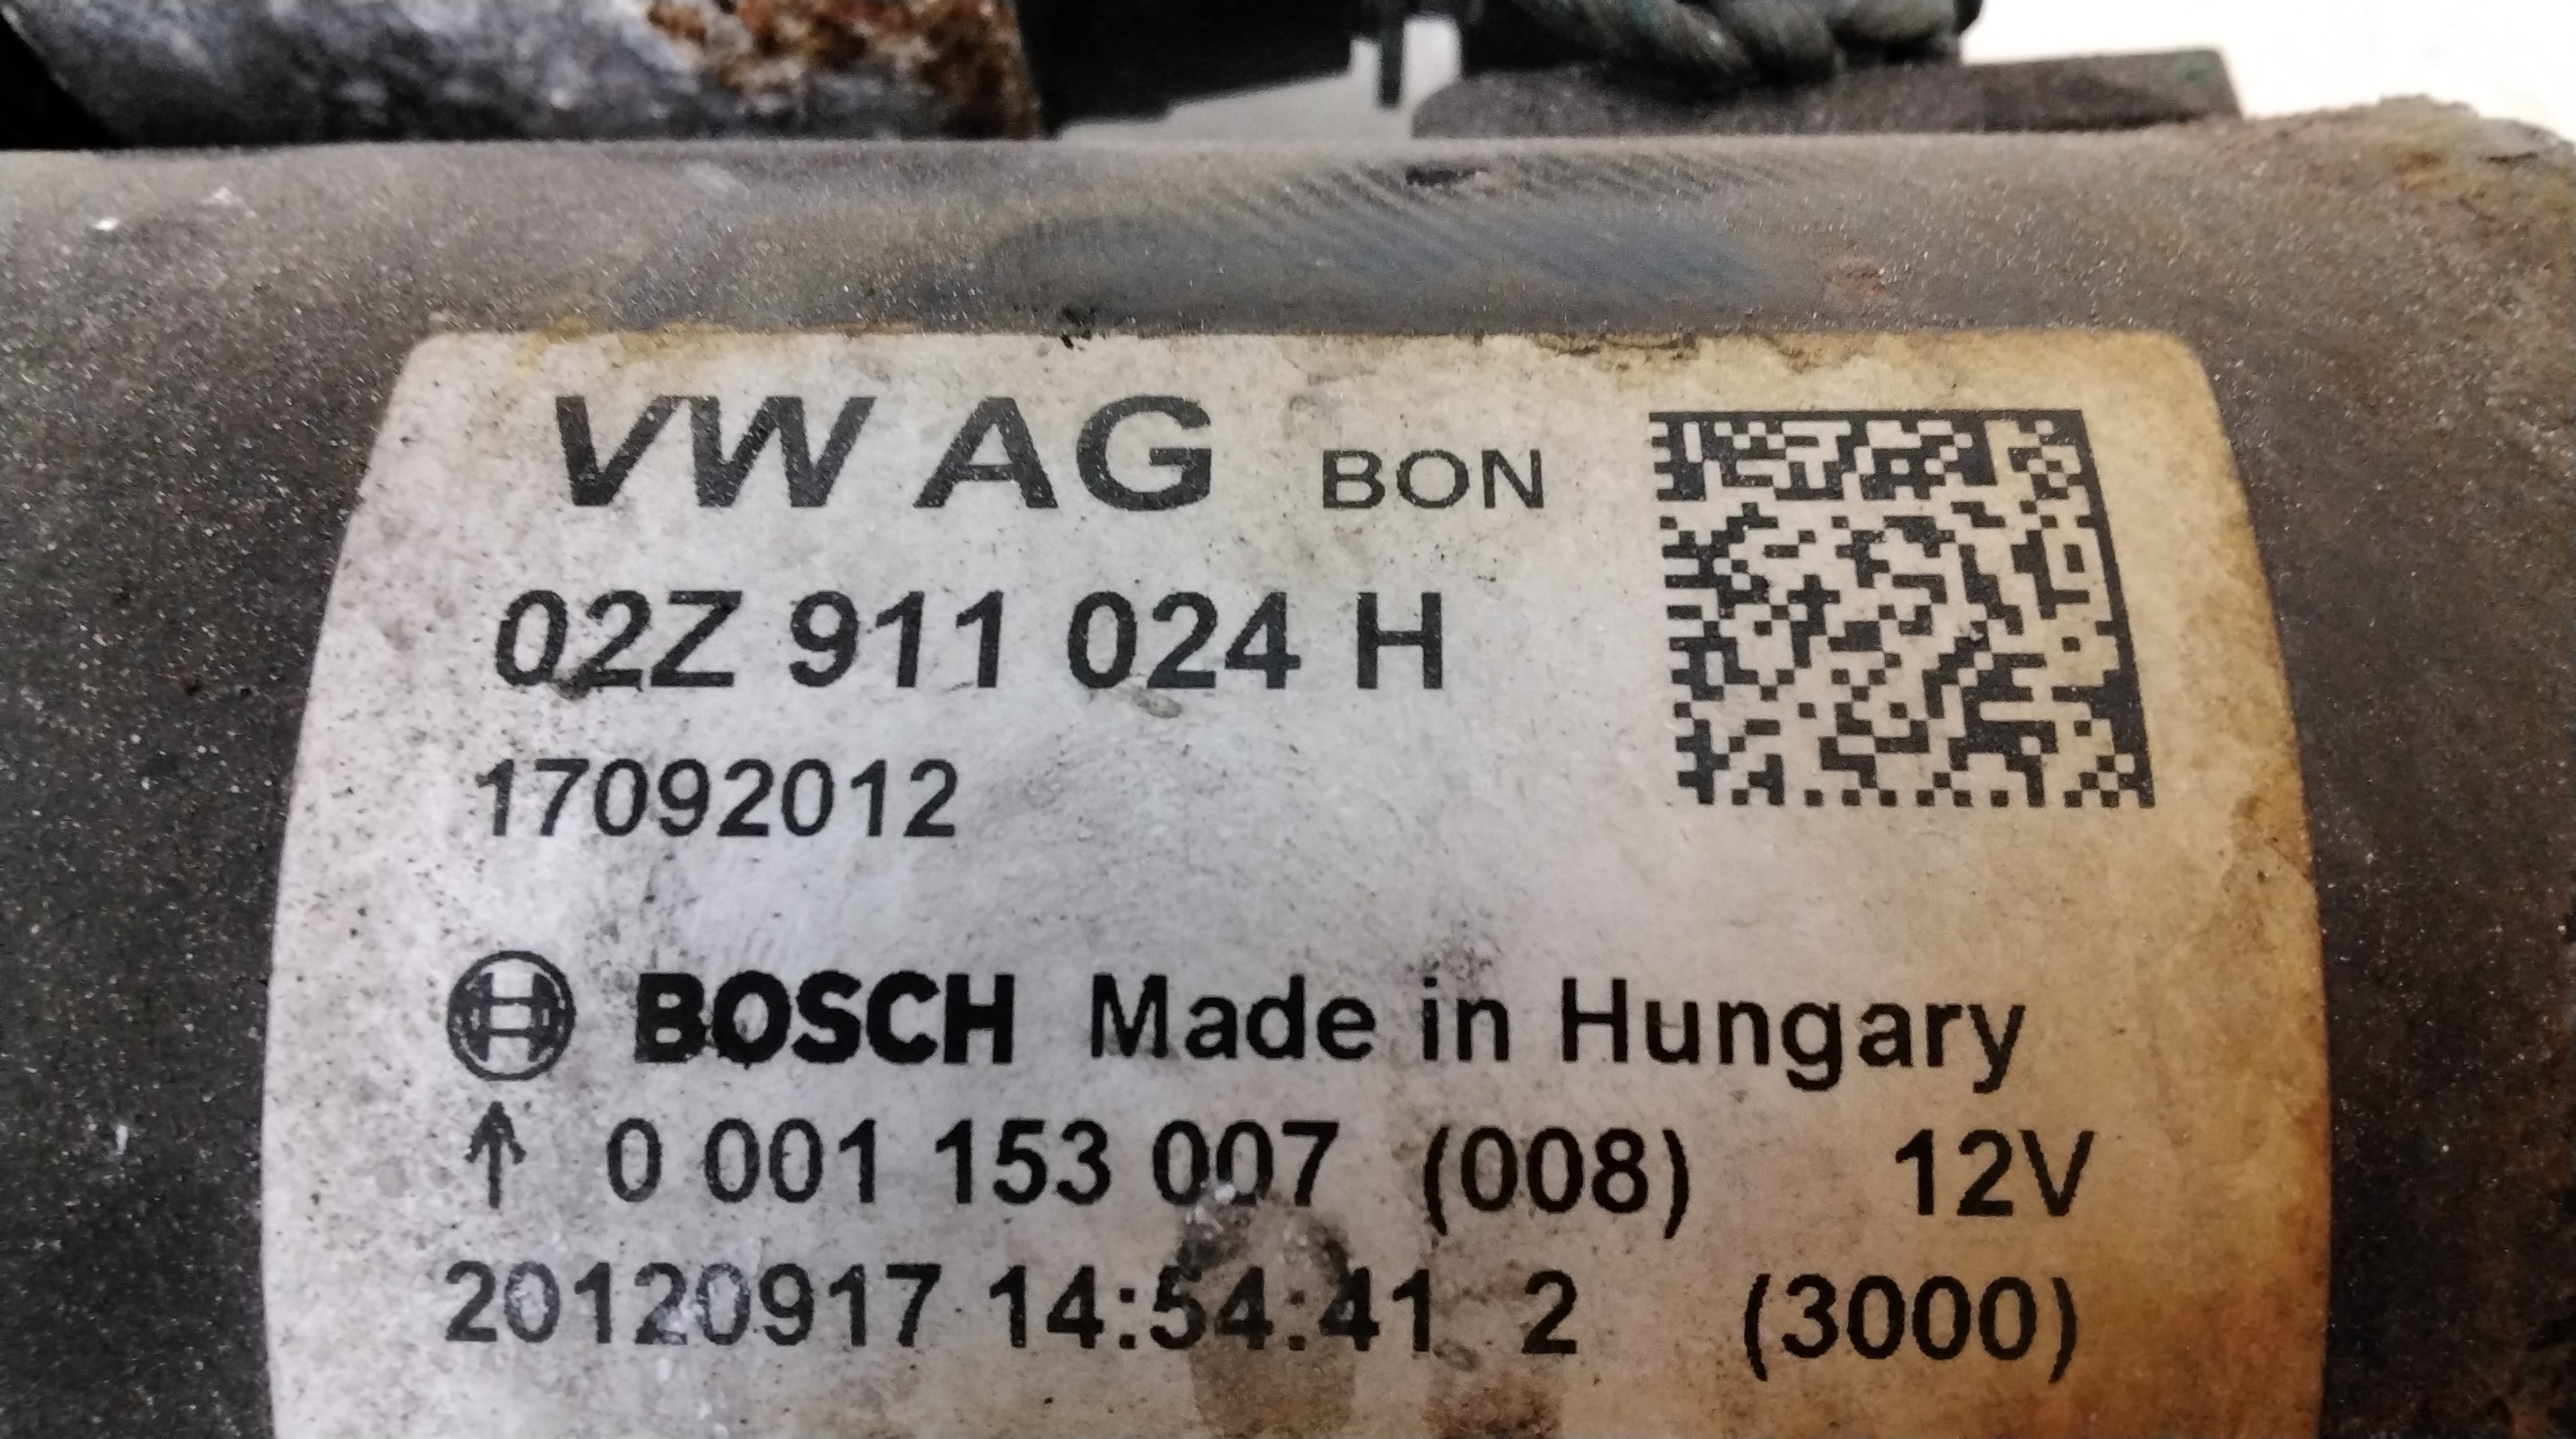 VW AG BON
02Z 911 024 H
17092012
BOSCH Made in Hungary
↑ 0 001 153 007 (008) 12V
20120917 14:54:41 2 (3000)